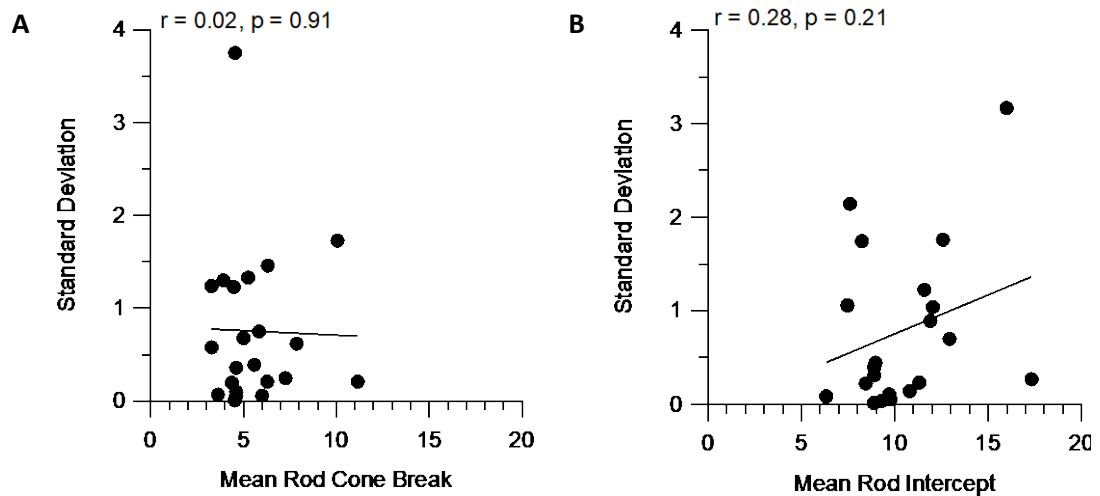 A
r = 0.02, p = 0.91
4
3
2
1
0
Standard Deviation
0 5 10 15 20
Mean Rod Cone Break
B
r = 0.28, p = 0.21
4
3
2
1
0
Standard Deviation
0 5 10 15 20
Mean Rod Intercept